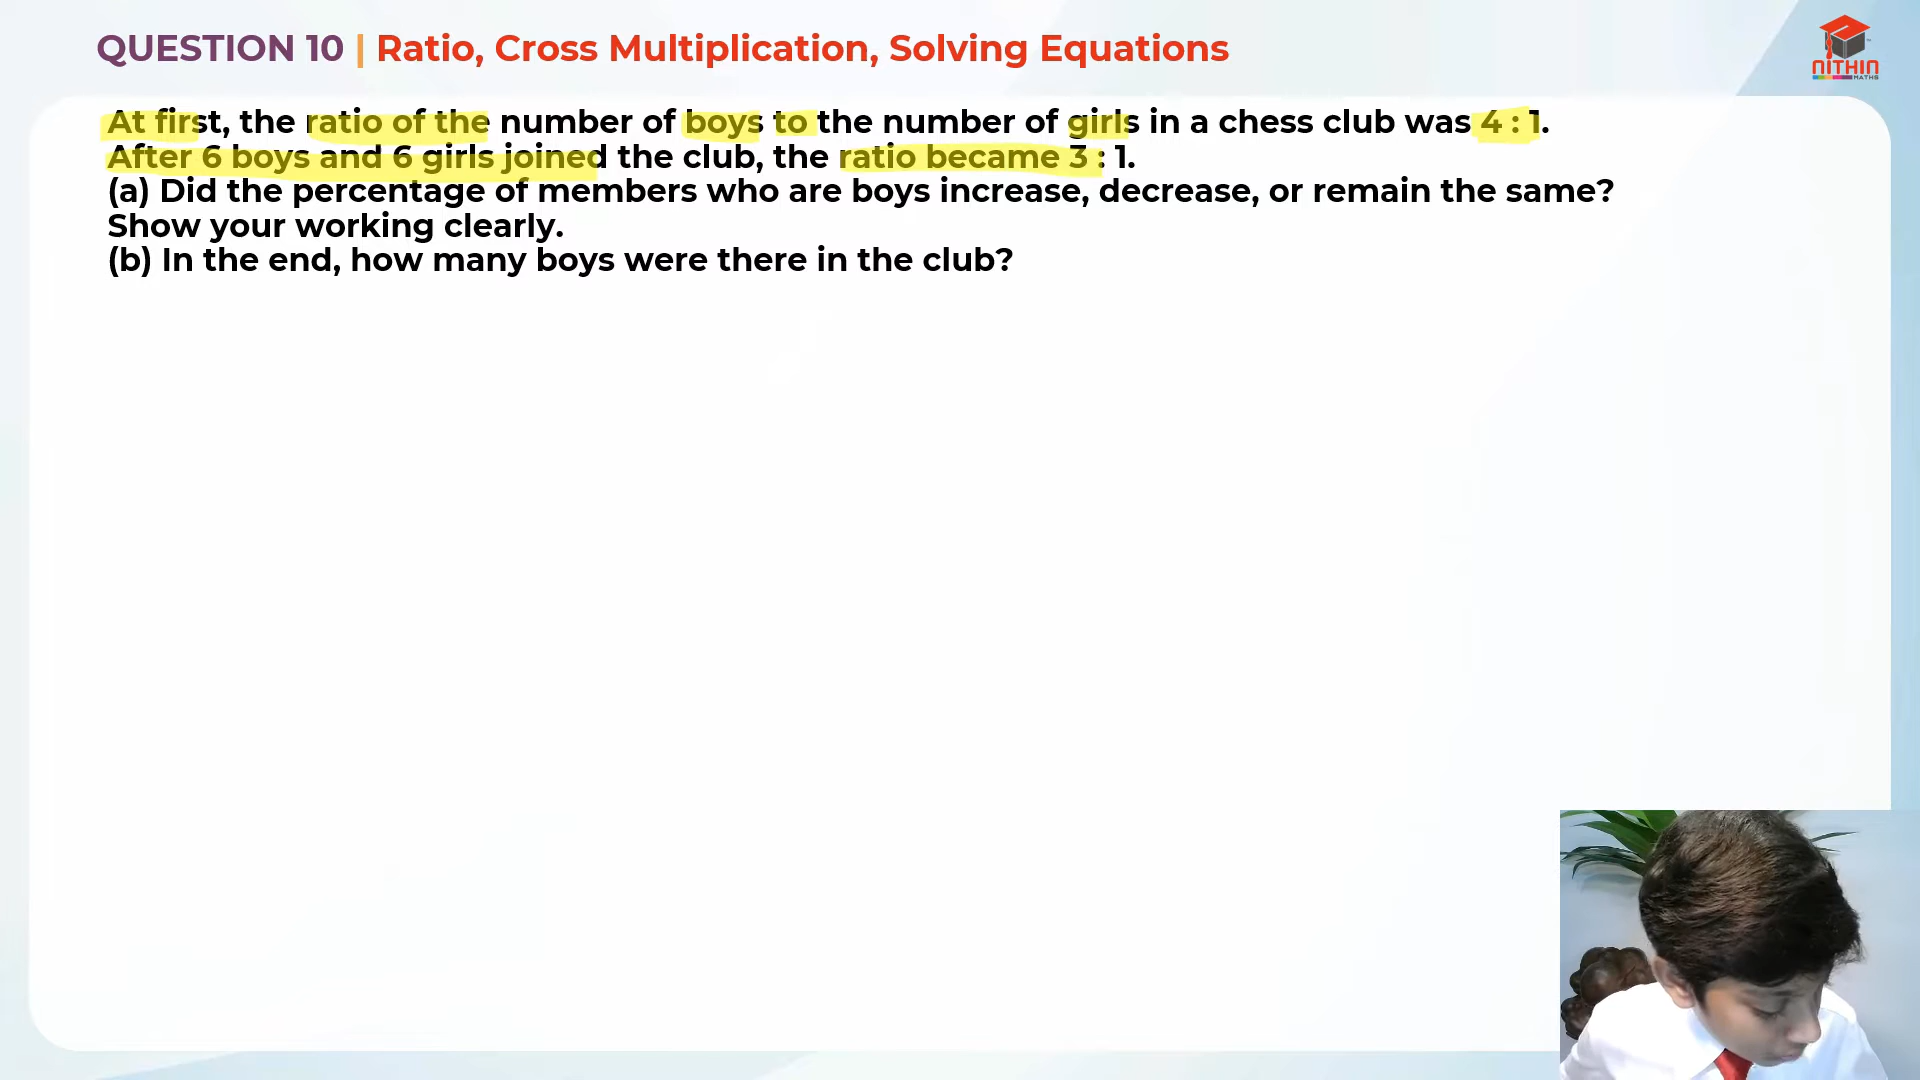 QUESTION 10 | Ratio, Cross Multiplication, Solving Equations
NITHIN
MATHS
At first, the ratio of the number of boys to the number of girls in a chess club was 4 : 1.
After 6 boys and 6 girls joined the club, the ratio became 3 : 1.
(a) Did the percentage of members who are boys increase, decrease, or remain the same?
Show your working clearly.
(b) In the end, how many boys were there in the club?